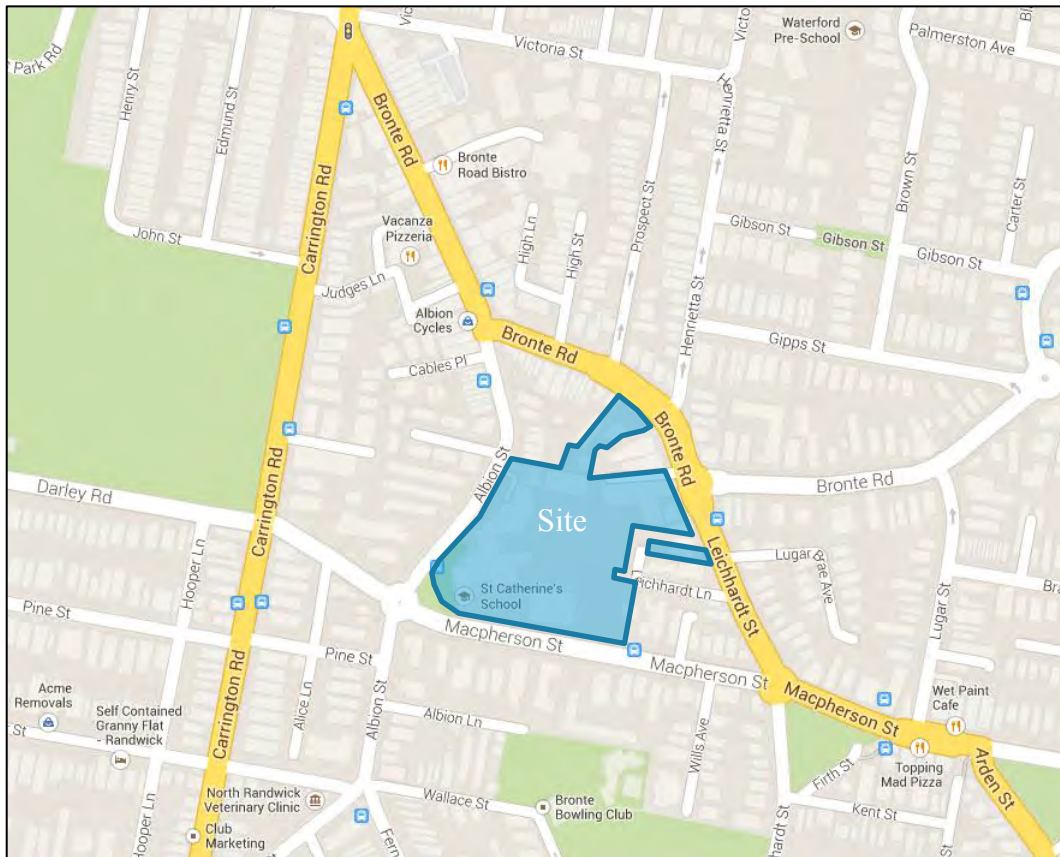 Victoria St
Waterford
Pre-School
Palmerston Ave
Park Rd
Henry St
Edmund St
Bronte Rd
Bronte
Road Bistro
Henrietta St
Brown St
Carter St
Carrington Rd
John St
Vacanza
Pizzeria
High Ln
High St
Prospect St
Gibson St
Gibson St
Gibson St
Judges Ln
Albion
Cycles
Bronte Rd
Henrietta St
Gipps St
Cables Pl
Albion St
Bronte Rd
Bronte Rd
Darley Rd
Carrington Rd
Site
Leichhardt St
Lugar
Brae Ave
Hooper Ln
St Catherine's
School
Leichhardt Ln
Lugar St
Pine St
Macpherson St
Pine St
Macpherson St
Carrington Rd
Alice Ln
Albion St
Acme
Removals
Self Contained
Granny Flat
- Randwick
Albion Ln
Wills Ave
Macpherson St
Wet Paint
Cafe
Topping
Mad Pizza
Arden St
Firth St
North Randwick
Veterinary Clinic
Wallace St
Bronte
Bowling Club
Kent St
Club
Marketing
Hooper Ln